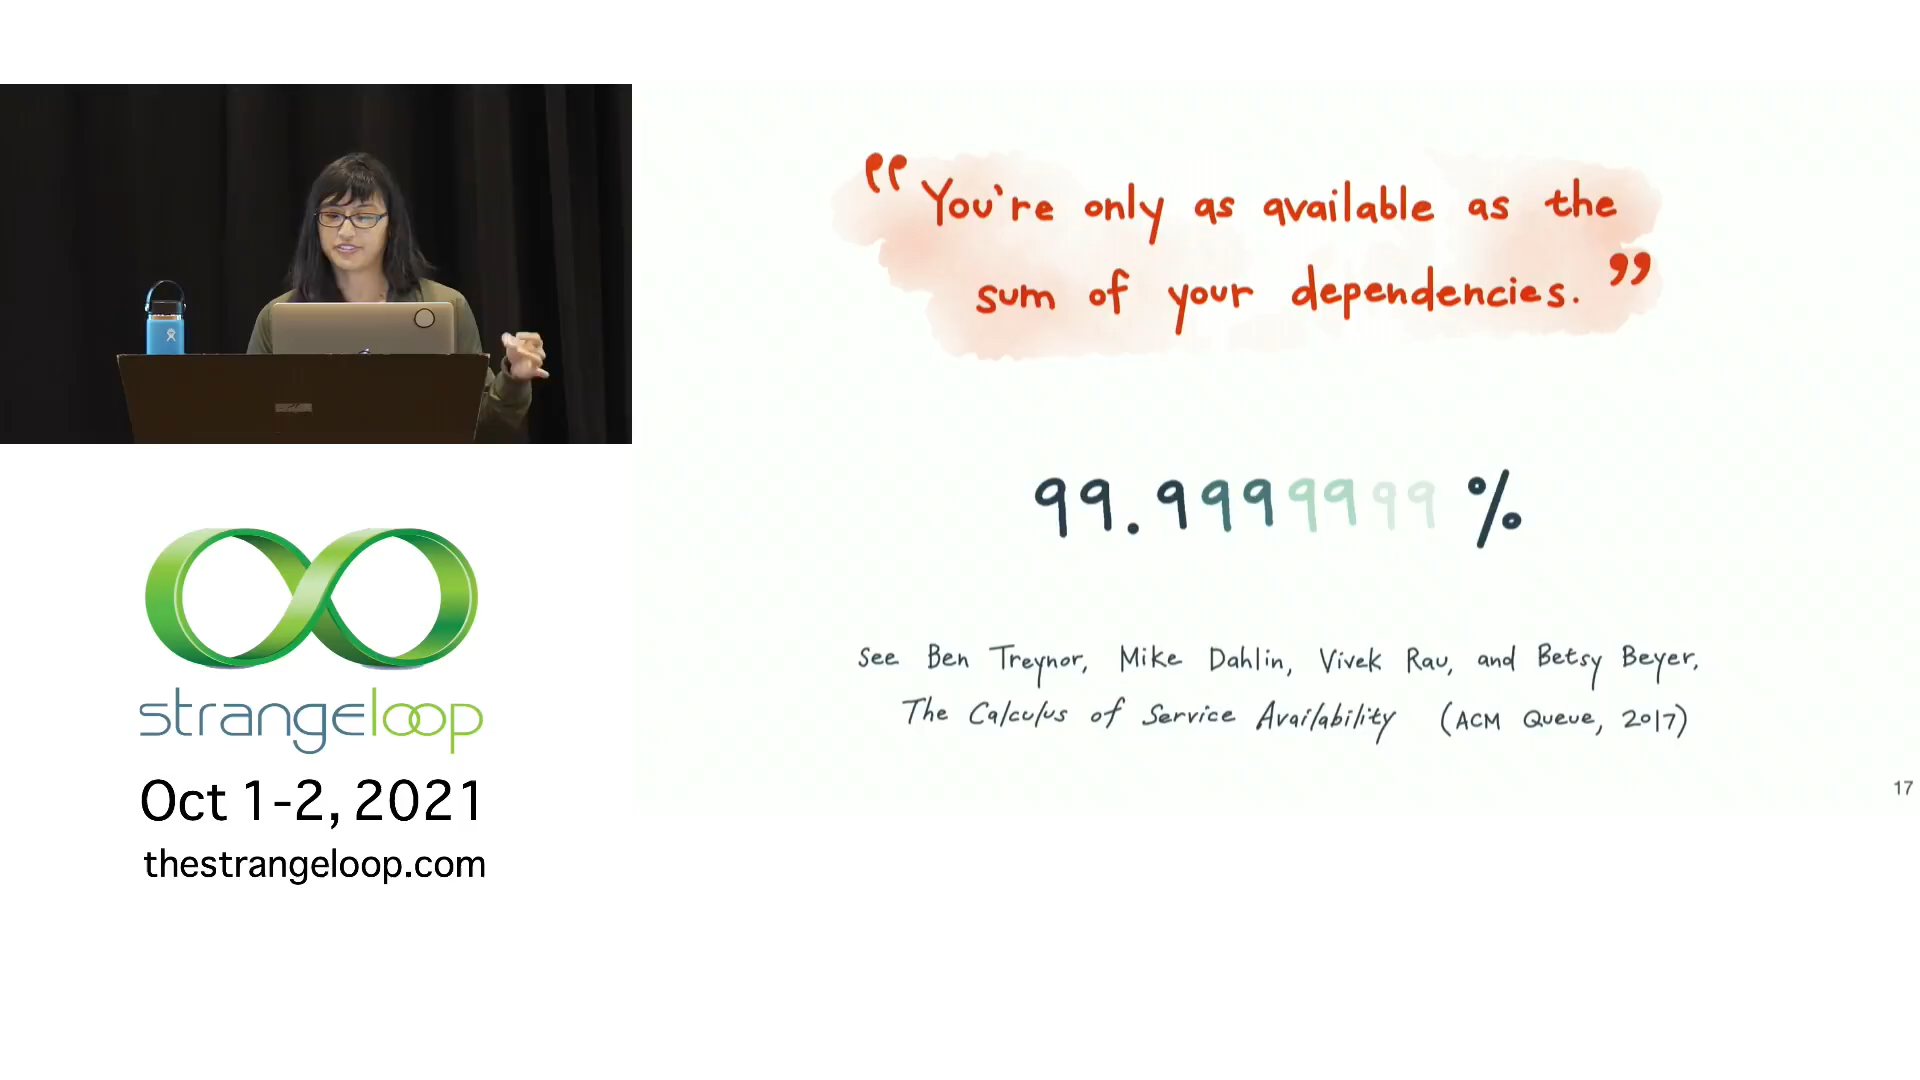 “You're only as available as the
sum of your dependencies.”
99.9999999 %
see Ben Treynor, Mike Dahlin, Vivek Rau, and Betsy Beyer,
The Calculus of Service Availability (ACM Queue, 2017)
17
strangeloop
Oct 1-2, 2021
thestrangeloop.com